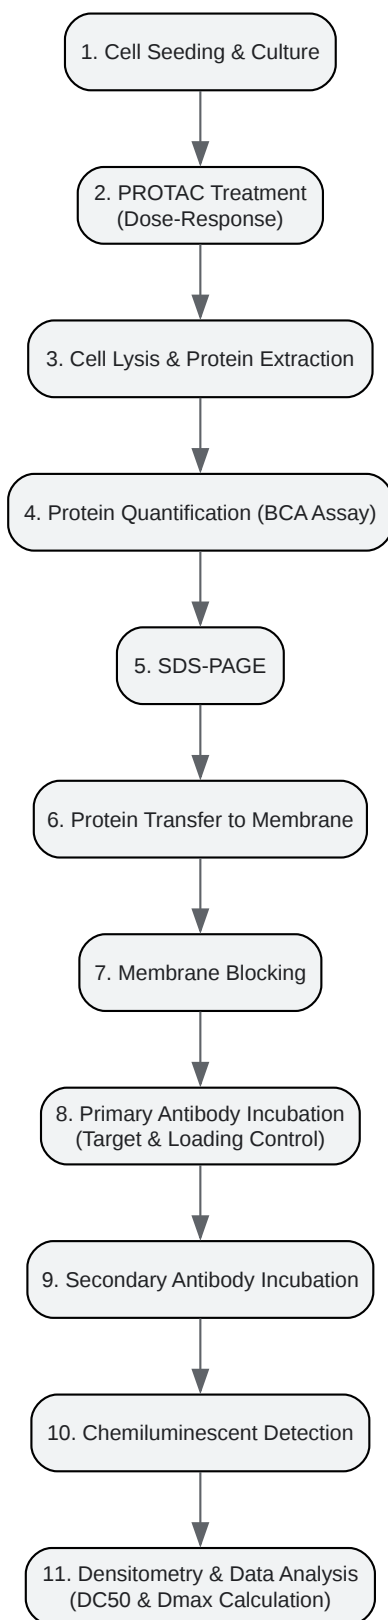 1. Cell Seeding & Culture
2. PROTAC Treatment
(Dose-Response)
3. Cell Lysis & Protein Extraction
4. Protein Quantification (BCA Assay)
5. SDS-PAGE
6. Protein Transfer to Membrane
7. Membrane Blocking
8. Primary Antibody Incubation
(Target & Loading Control)
9. Secondary Antibody Incubation
10. Chemiluminescent Detection
11. Densitometry & Data Analysis
(DC50 & Dmax Calculation)